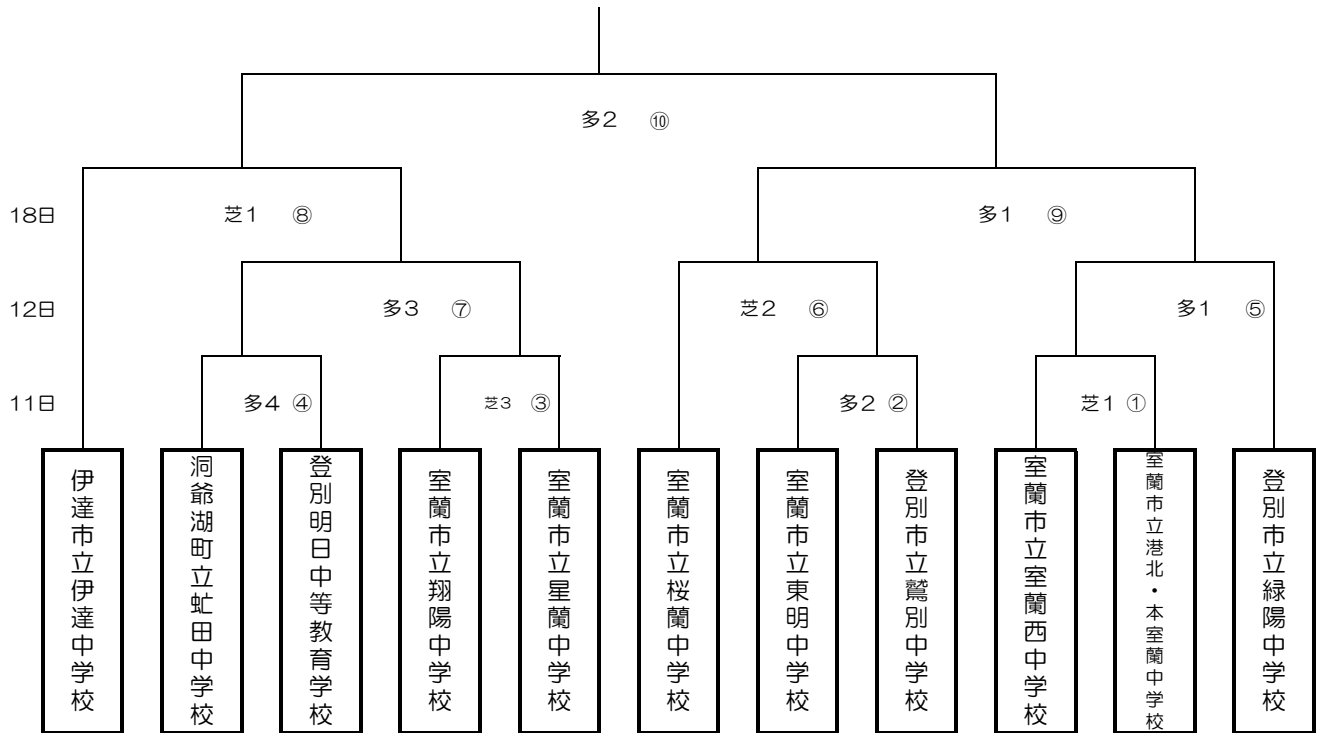 多2 ⑩
18日 芝1 ⑧ 多1 ⑨
12日 多3 ⑦ 芝2 ⑥ 多1 ⑤
11日 多4 ④ 芝3 ③ 多2 ② 芝1 ①
伊達市立伊達中学校
洞爺湖町立虻田中学校
登別明日中等教育学校
室蘭市立翔陽中学校
室蘭市立星蘭中学校
室蘭市立桜蘭中学校
室蘭市立東明中学校
登別市立鷲別中学校
室蘭市立室蘭西中学校
室蘭市立港北・本室蘭中学校
登別市立緑陽中学校